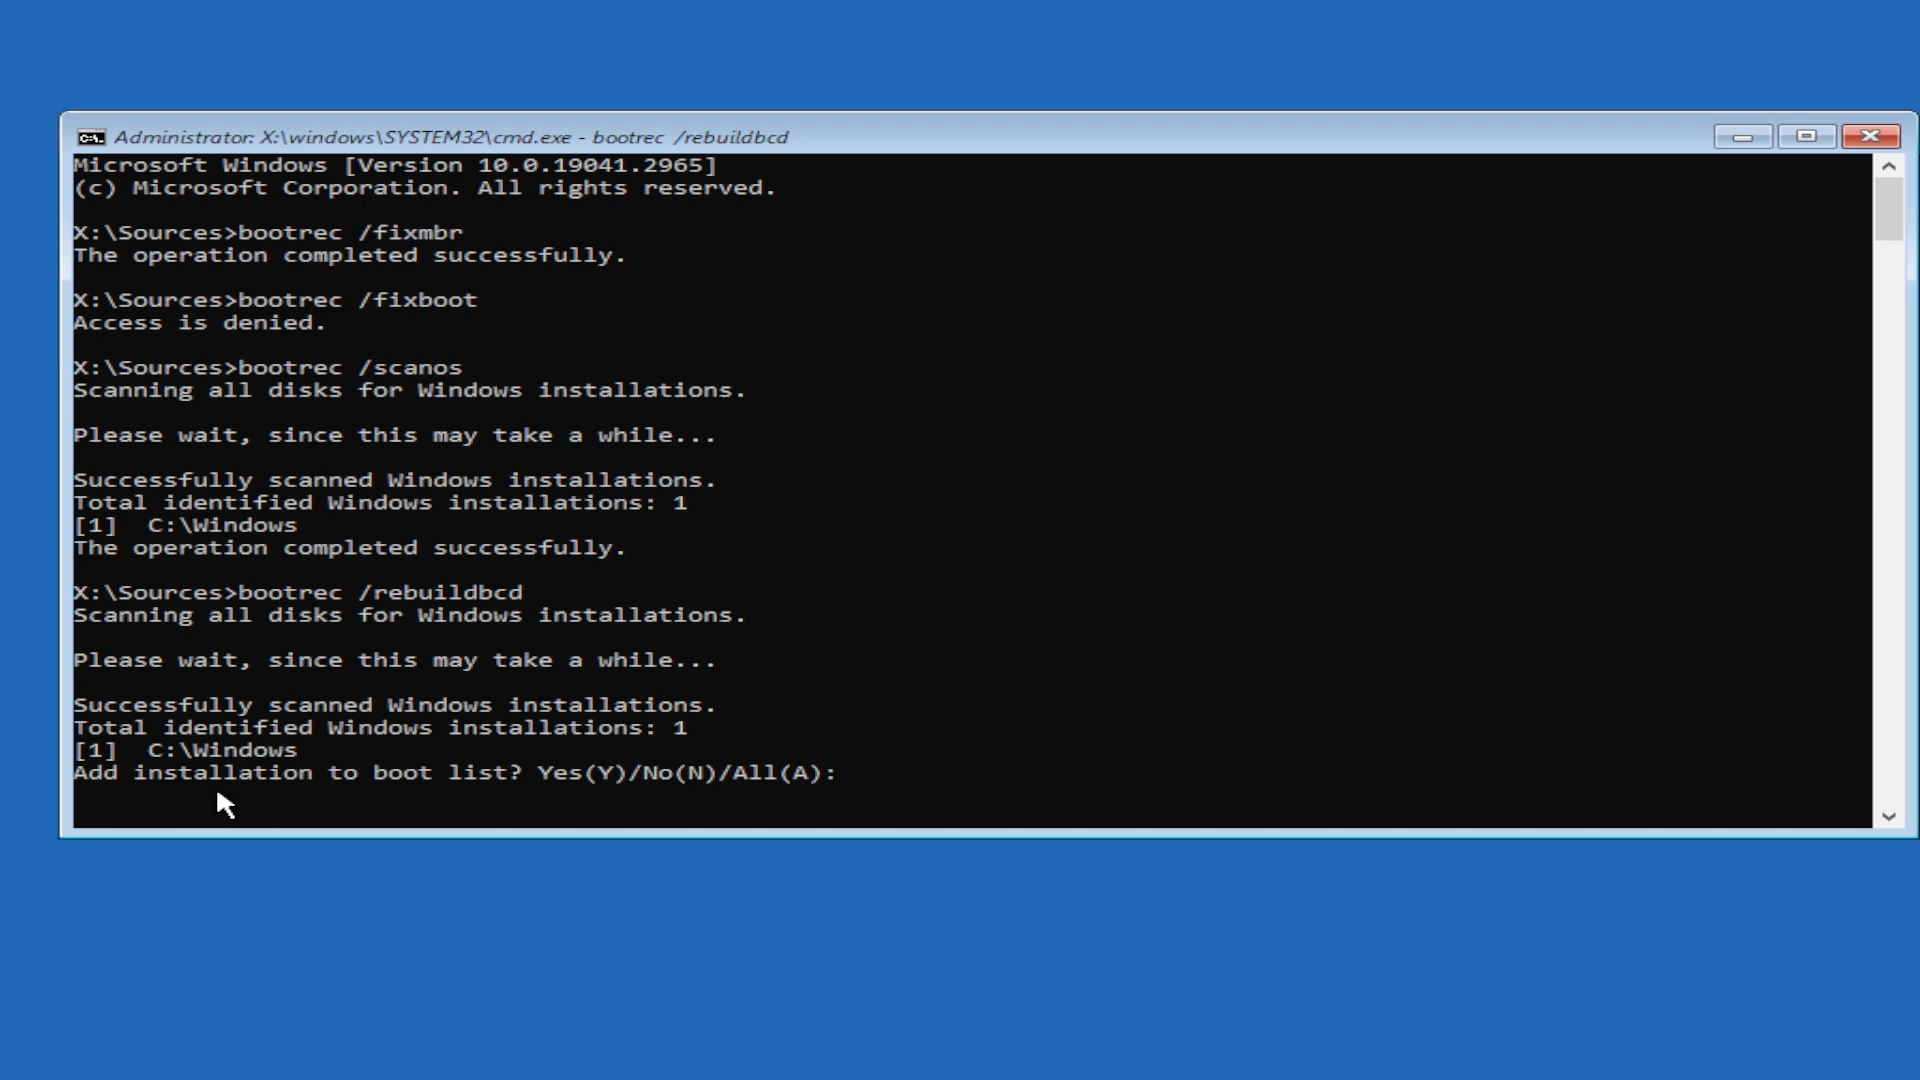 Administrator: X:\windows\SYSTEM32\cmd.exe - bootrec /rebuildbcd
Microsoft Windows [Version 10.0.19041.2965]
(c) Microsoft Corporation. All rights reserved.
X:\Sources>bootrec /fixmbr
The operation completed successfully.
X:\Sources>bootrec /fixboot
Access is denied.
X:\Sources>bootrec /scanos
Scanning all disks for Windows installations.
Please wait, since this may take a while...
Successfully scanned Windows installations.
Total identified Windows installations: 1
[1]  C:\Windows
The operation completed successfully.
X:\Sources>bootrec /rebuildbcd
Scanning all disks for Windows installations.
Please wait, since this may take a while...
Successfully scanned Windows installations.
Total identified Windows installations: 1
[1]  C:\Windows
Add installation to boot list? Yes(Y)/No(N)/All(A):